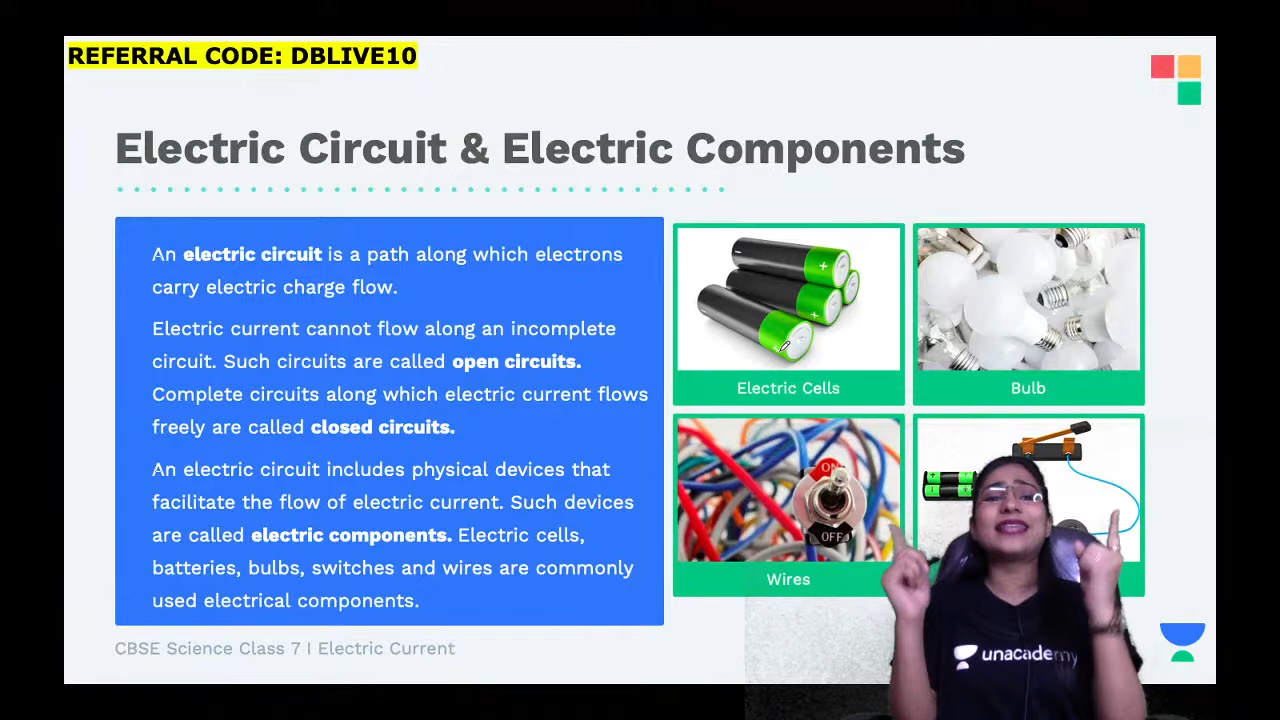 REFERRAL CODE: DBLIVE10
Electric Circuit & Electric Components
An electric circuit is a path along which electrons
carry electric charge flow.
Electric current cannot flow along an incomplete
circuit. Such circuits are called open circuits.
Complete circuits along which electric current flows
freely are called closed circuits.
An electric circuit includes physical devices that
facilitate the flow of electric current. Such devices
are called electric components. Electric cells,
batteries, bulbs, switches and wires are commonly
used electrical components.
Electric Cells
Bulb
ON
OFF
Wires
unacademy
CBSE Science Class 7 I Electric Current